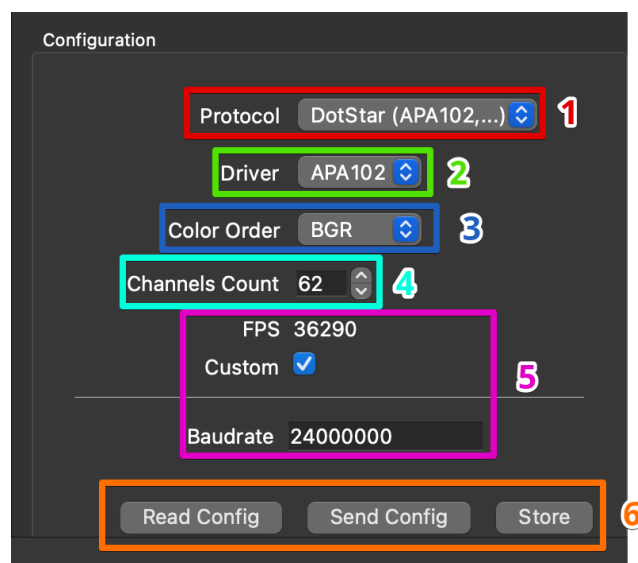 Configuration
Protocol DotStar (APA102,...) 1
Driver APA102 2
Color Order BGR 3
Channels Count 62 4
FPS 36290
Custom 5
Baudrate 24000000
Read Config Send Config Store 6